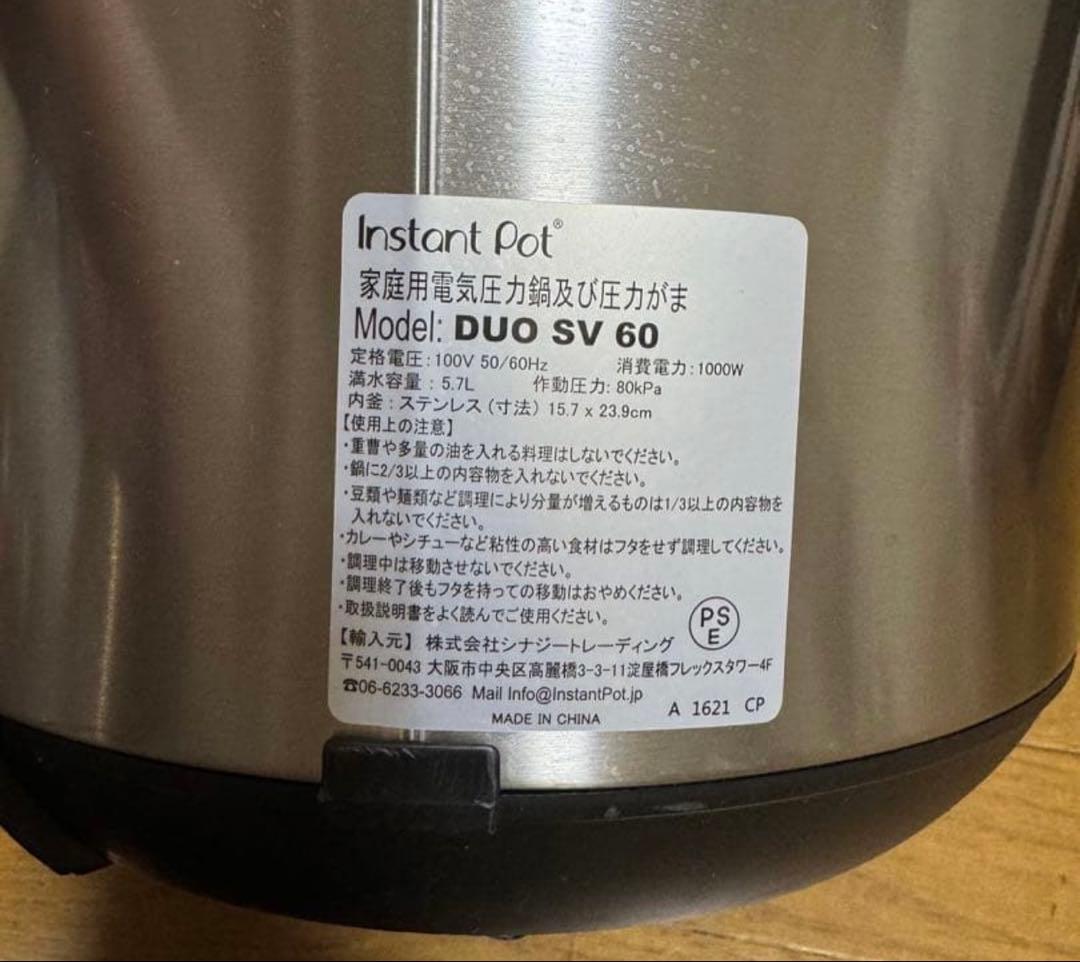 Instant Pot®
家庭用電気圧力鍋及び圧力がま
Model: DUO SV 60
定格電圧:100V 50/60Hz 消費電力:1000W
満水容量:5.7L 作動圧力:80kPa
内釜:ステンレス(寸法) 15.7 x 23.9cm
【使用上の注意】
・重曹や多量の油を入れる料理はしないでください。
・鍋に2/3以上の内容物を入れないでください。
・豆類や麺類など調理により分量が増えるものは1/3以上の内容物を
入れないでください。
・カレーやシチューなど粘性の高い食材はフタをせず調理してください。
・調理中は移動させないでください。
・調理終了後もフタを持っての移動はおやめください。
・取扱説明書をよく読んでご使用ください。
PS
E
【輸入元】 株式会社シナジートレーディング
〒541-0043 大阪市中央区高麗橋3-3-11淀屋橋フレックスタワー4F
☎06-6233-3066 Mail Info@InstantPot.jp
A 1621 CP
MADE IN CHINA